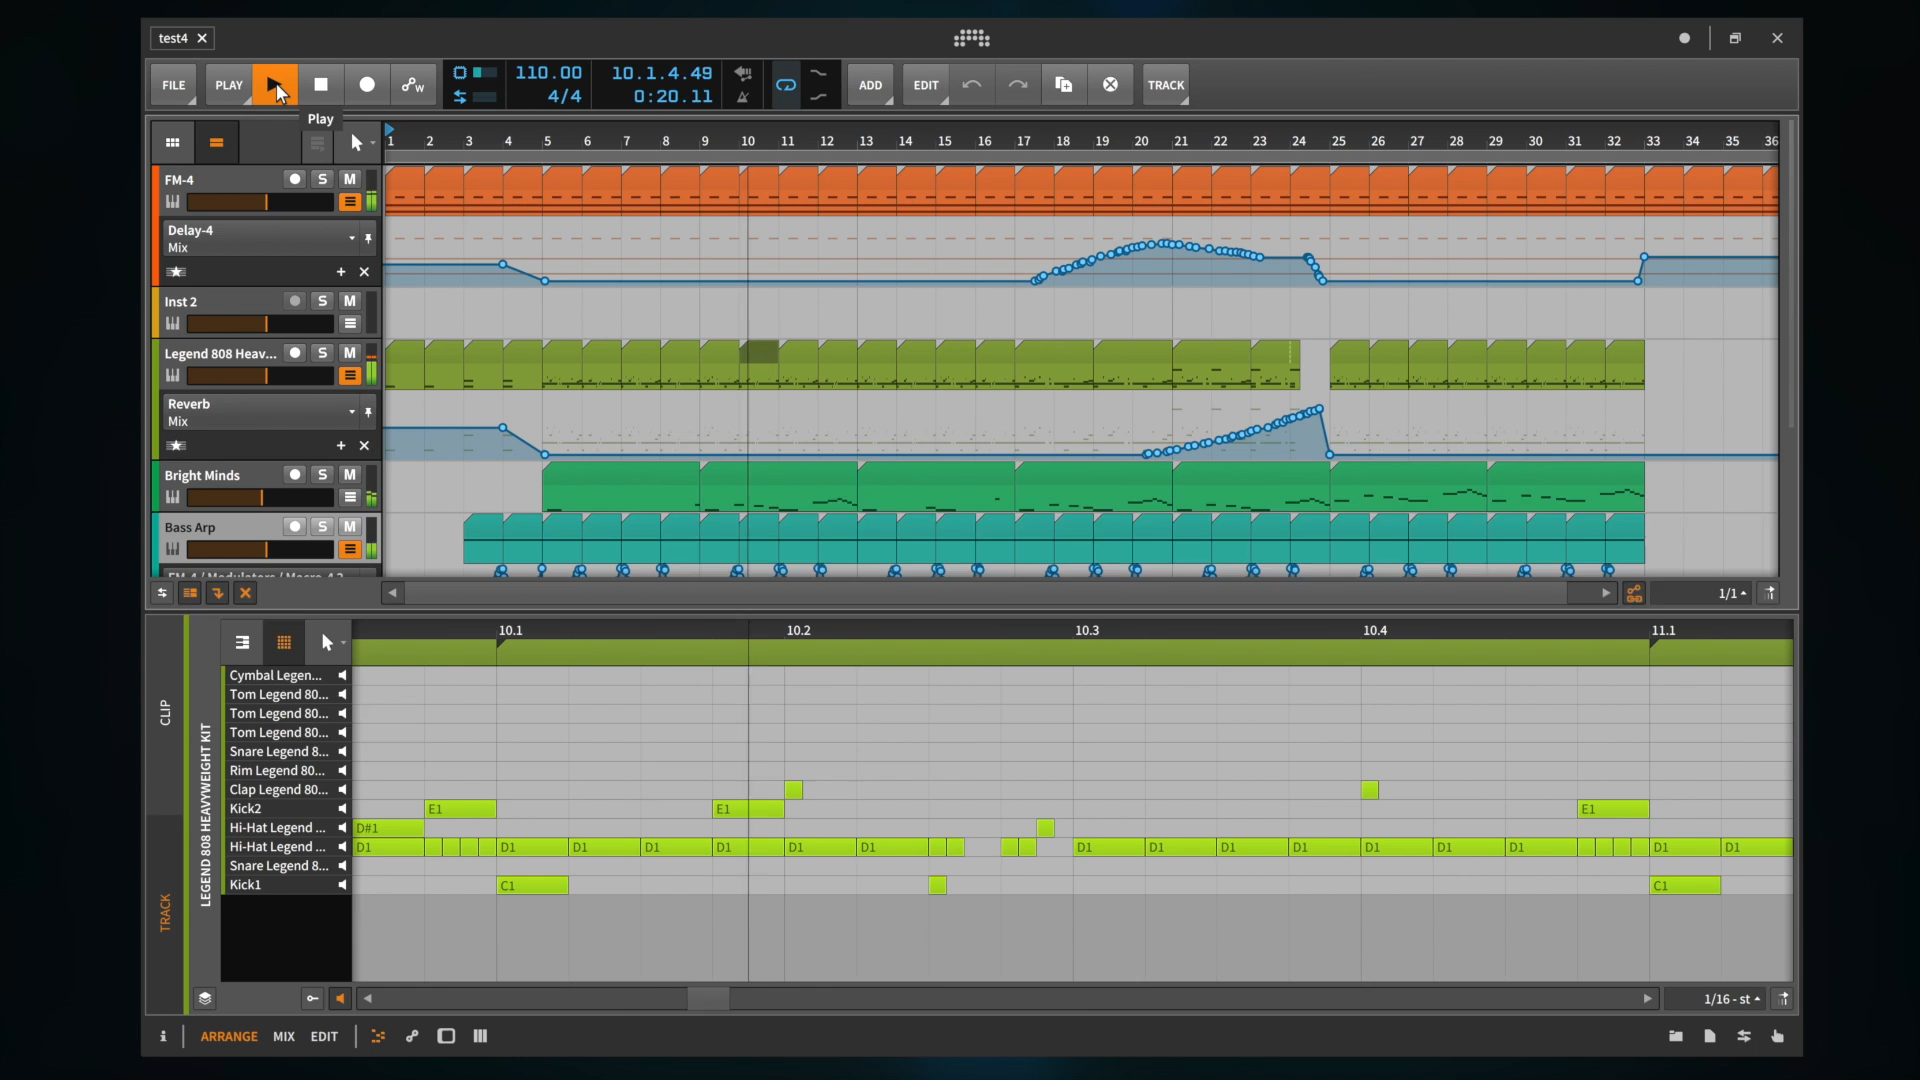 test4
FILE PLAY 110.00 10.1.4.49 ADD EDIT TRACK
4/4 0:20.11
Play
1 2 3 4 5 6 7 8 9 10 11 12 13 14 15 16 17 18 19 20 21 22 23 24 25 26 27 28 29 30 31 32 33 34 35 36
FM-4 S M
Delay-4
Mix
Inst 2 S M
Legend 808 Heav... S M
Reverb
Mix
Bright Minds S M
Bass Arp S M
1/1
10.1 10.2 10.3 10.4 11.1
CLIP
TRACK
LEGEND 808 HEAVYWEIGHT KIT
Cymbal Legen...
Tom Legend 80...
Tom Legend 80...
Tom Legend 80...
Snare Legend 8...
Rim Legend 80...
Clap Legend 80...
Kick2 E1 E1 E1
Hi-Hat Legend ... D#1
Hi-Hat Legend ... D1 D1 D1 D1 D1 D1 D1 D1 D1 D1 D1 D1 D1 D1 D1 D1
Snare Legend 8...
Kick1 C1 C1
1/16 - st
i ARRANGE MIX EDIT